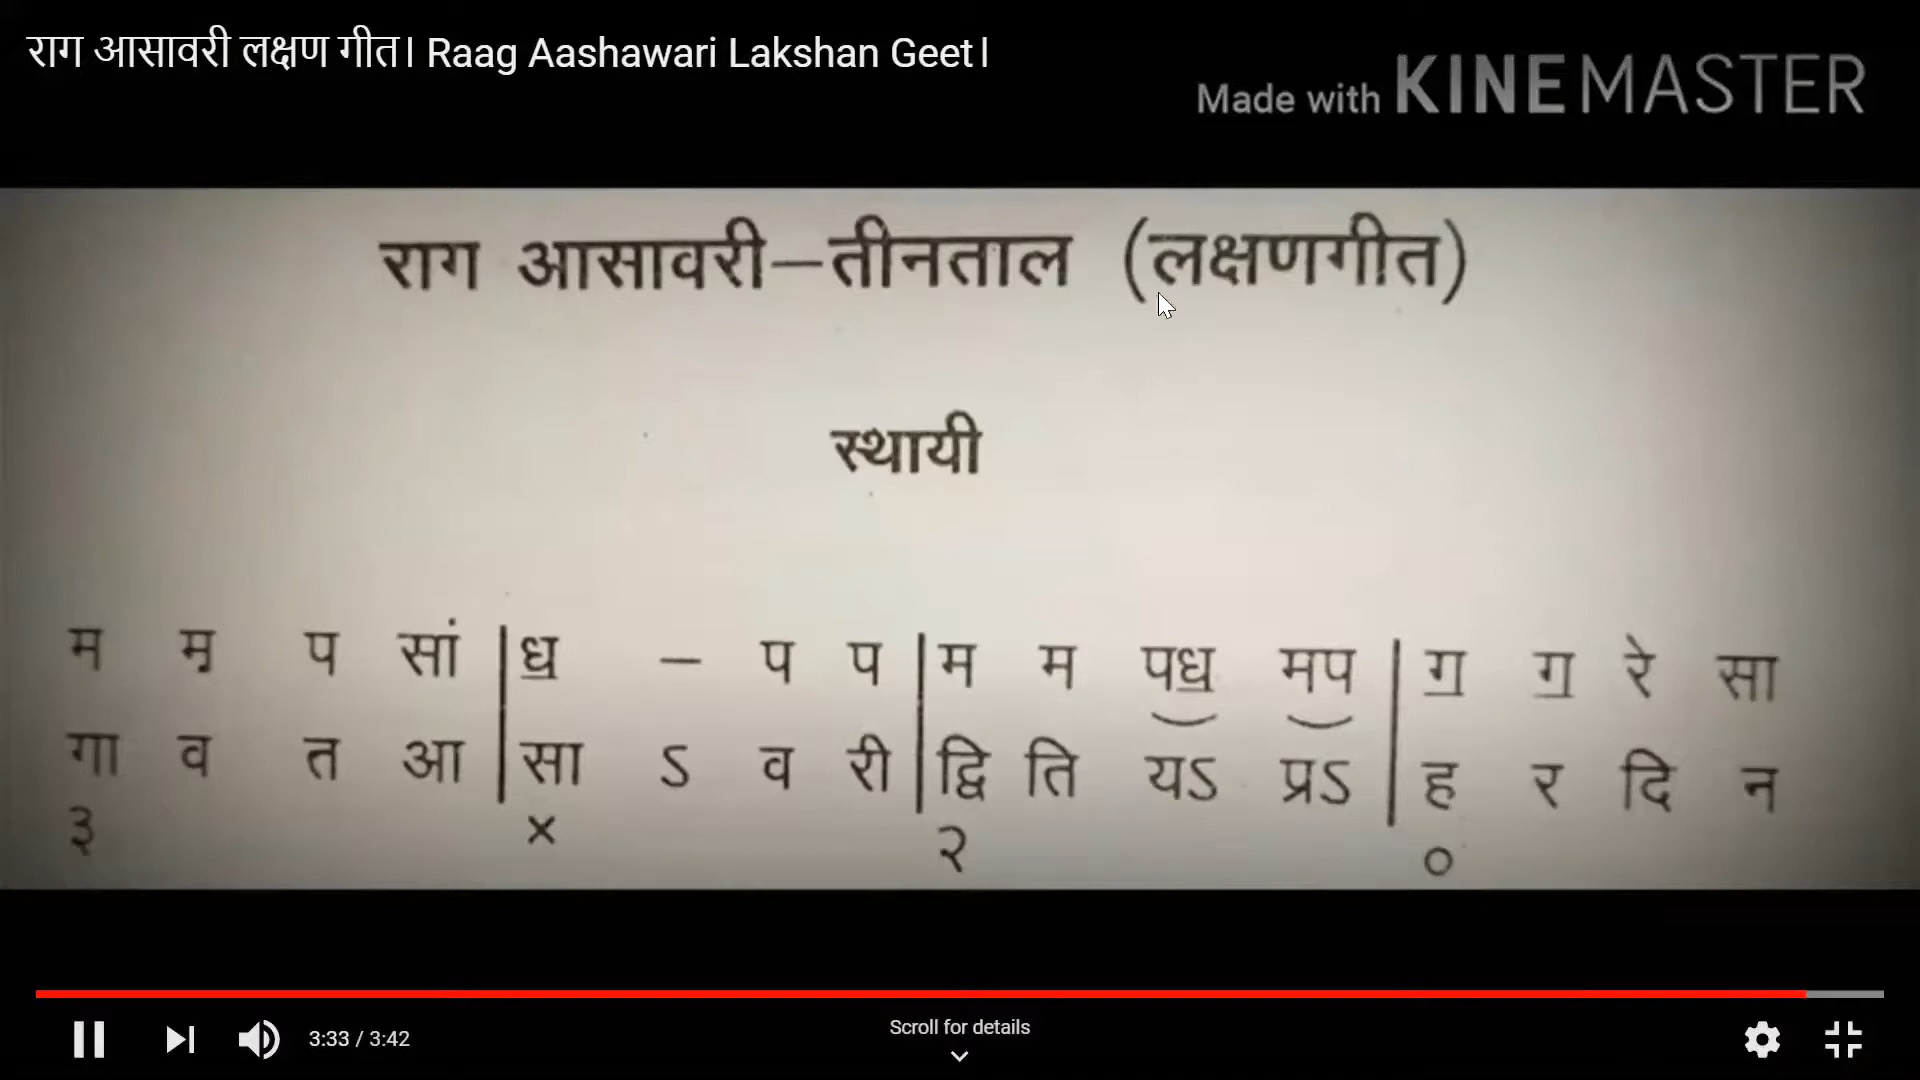 राग आसावरी लक्षण गीत। Raag Aashawari Lakshan Geet।
Made with KINEMASTER
राग आसावरी–तीनताल (लक्षणगीत)
स्थायी
म म प सां | ध॒ – प प | म म पध॒ मप | ग॒ ग॒ रे सा
गा व त आ | सा ऽ व री | द्वि ति यऽ प्रऽ | ह र दि न
३ × २ ०
3:33 / 3:42
Scroll for details